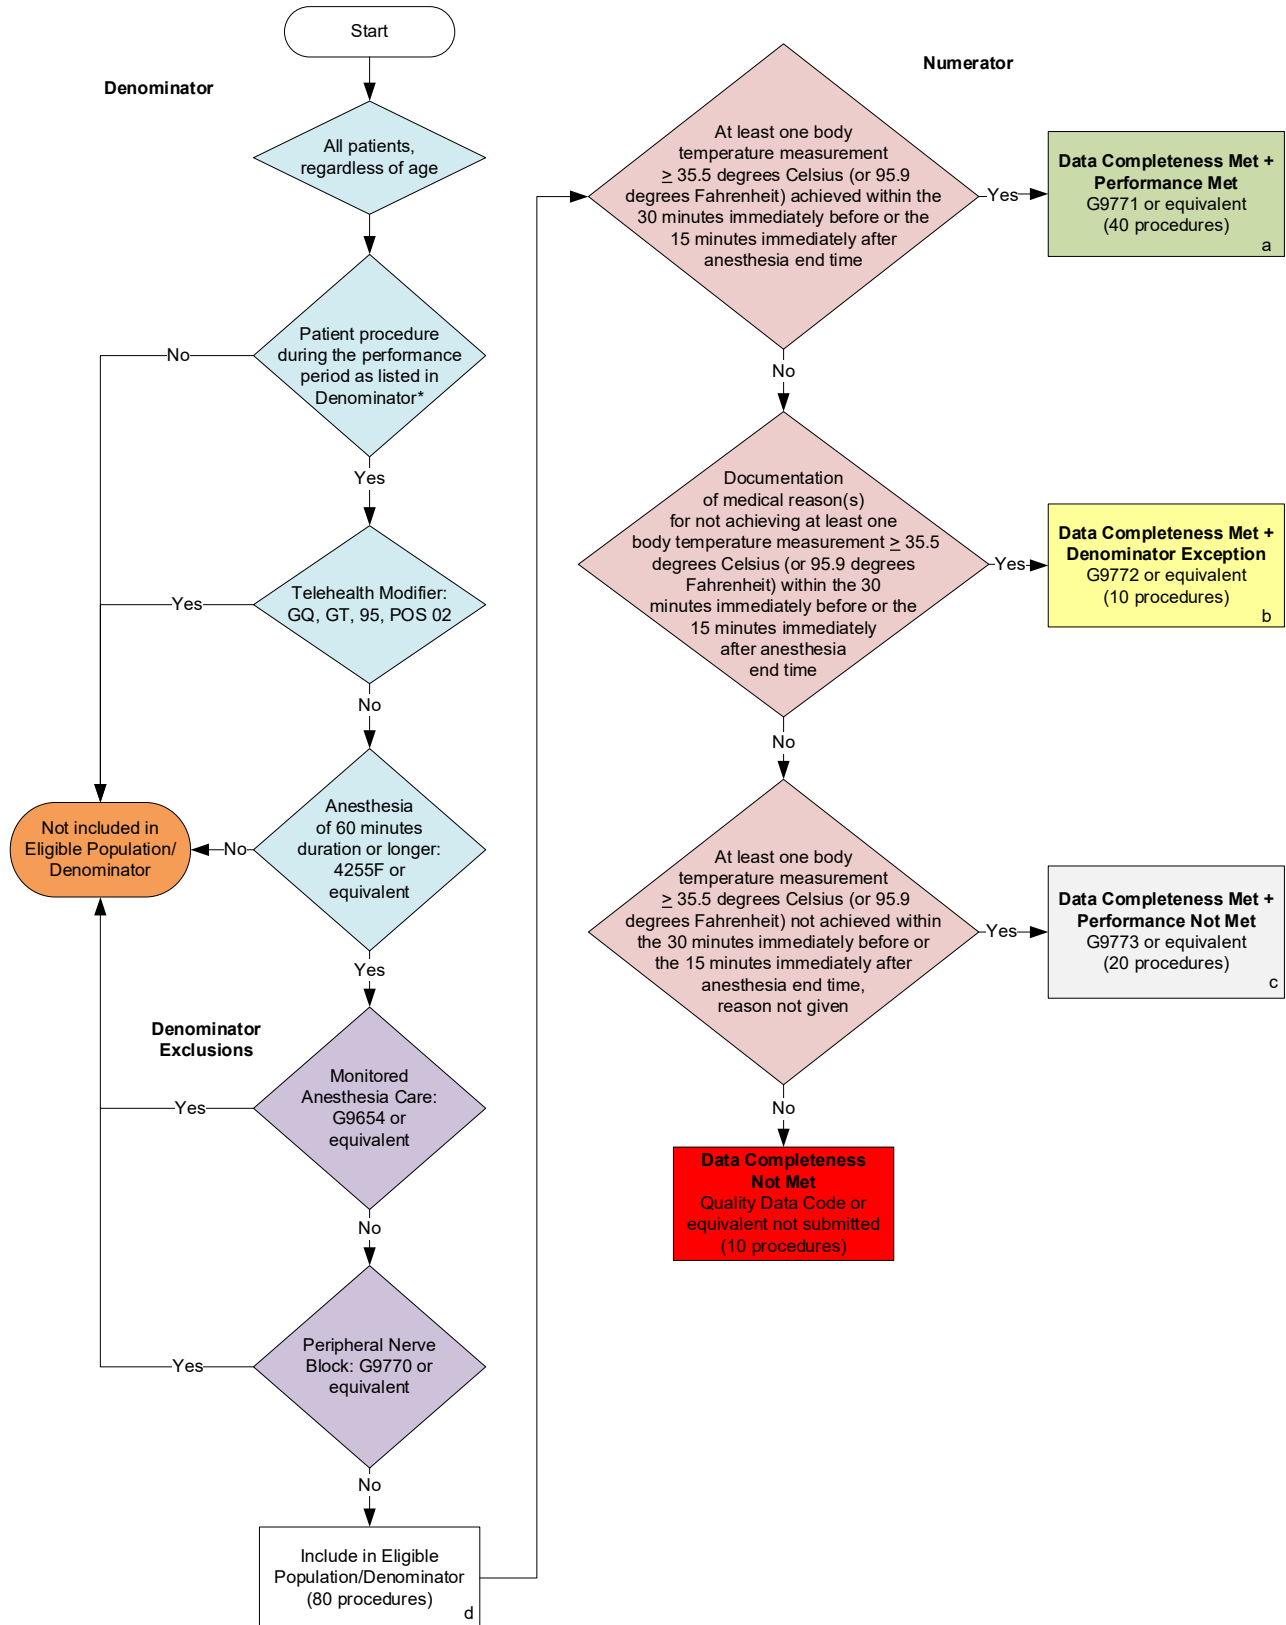 Start
Denominator
All patients,
regardless of age
Patient procedure
during the performance
period as listed in
Denominator*
No
Yes
Telehealth Modifier:
GQ, GT, 95, POS 02
Yes
No
Anesthesia
of 60 minutes
duration or longer:
4255F or
equivalent
No
Not included in
Eligible Population/
Denominator
Yes
Denominator
Exclusions
Monitored
Anesthesia Care:
G9654 or
equivalent
Yes
No
Peripheral Nerve
Block: G9770 or
equivalent
Yes
No
Include in Eligible
Population/Denominator
(80 procedures)
d
Numerator
At least one body
temperature measurement
≥ 35.5 degrees Celsius (or 95.9
degrees Fahrenheit) achieved within the
30 minutes immediately before or the
15 minutes immediately after
anesthesia end time
Yes
Data Completeness Met +
Performance Met
G9771 or equivalent
(40 procedures)
a
No
Documentation
of medical reason(s)
for not achieving at least one
body temperature measurement ≥ 35.5
degrees Celsius (or 95.9 degrees
Fahrenheit) within the 30
minutes immediately before or the
15 minutes immediately
after anesthesia
end time
Yes
Data Completeness Met +
Denominator Exception
G9772 or equivalent
(10 procedures)
b
No
At least one body
temperature measurement
≥ 35.5 degrees Celsius (or 95.9
degrees Fahrenheit) not achieved within
the 30 minutes immediately before or
the 15 minutes immediately after
anesthesia end time,
reason not given
Yes
Data Completeness Met +
Performance Not Met
G9773 or equivalent
(20 procedures)
c
No
Data Completeness
Not Met
Quality Data Code or
equivalent not submitted
(10 procedures)